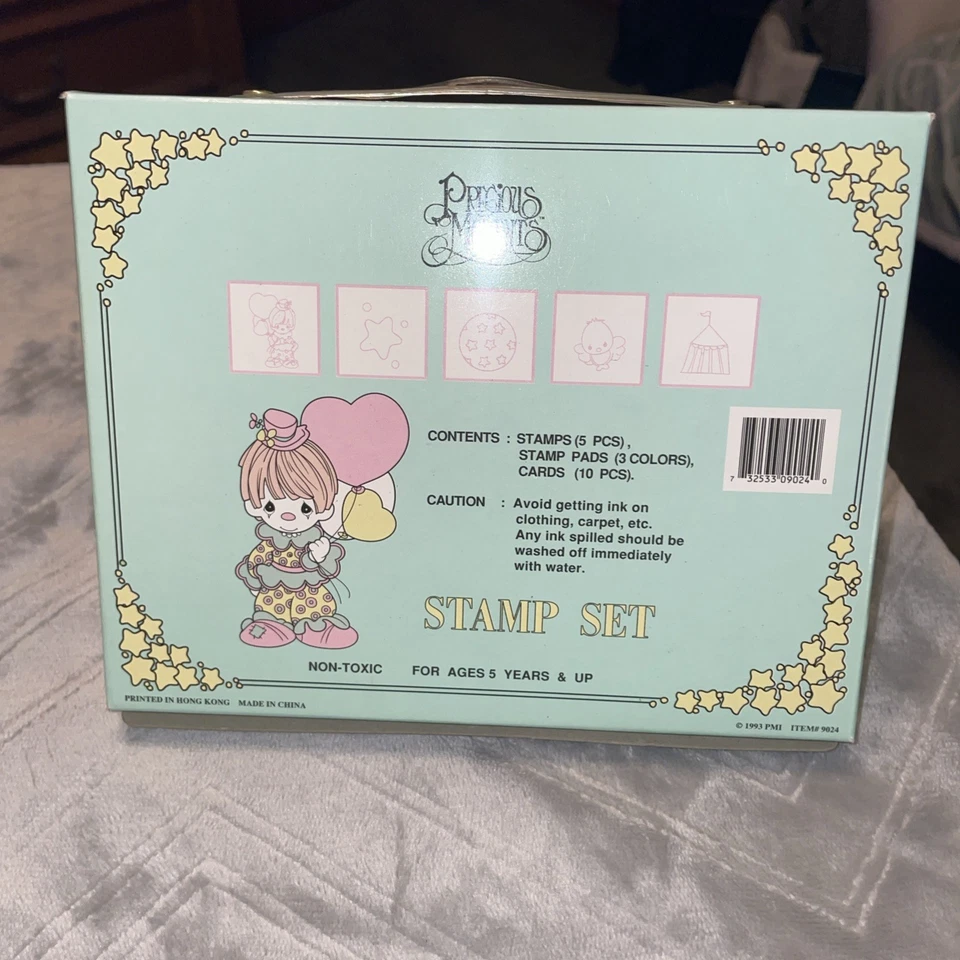 PRECIOUS
MOMENTS
CONTENTS : STAMPS (5 PCS),
STAMP PADS (3 COLORS),
CARDS (10 PCS).
CAUTION : Avoid getting ink on
clothing, carpet, etc.
Any ink spilled should be
washed off immediately
with water.
7 32533 09024 0
STAMP SET
NON-TOXIC FOR AGES 5 YEARS & UP
PRINTED IN HONG KONG MADE IN CHINA
© 1993 PMI ITEM# 9024